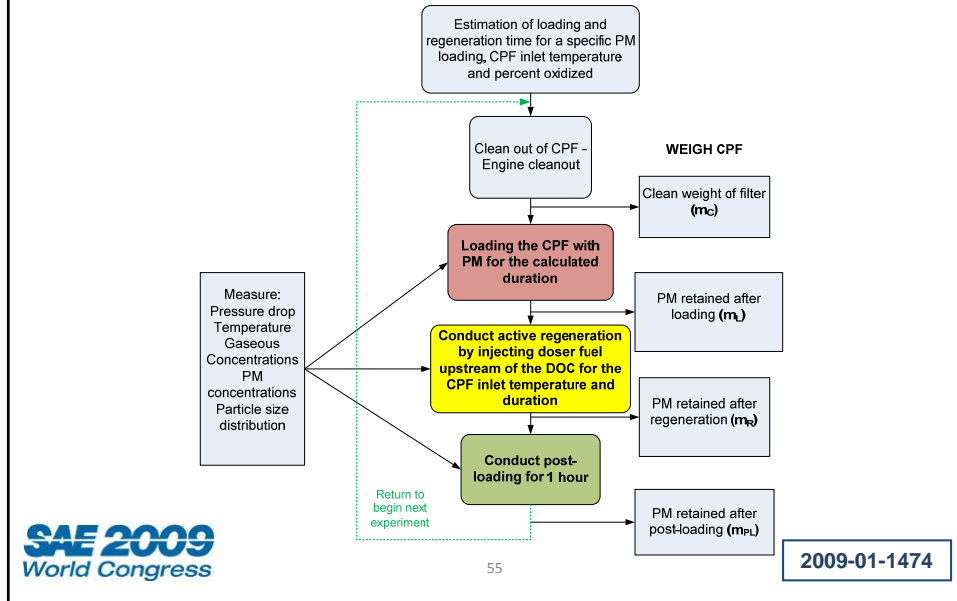 Estimation of loading and
regeneration time for a specific PM
loading, CPF inlet temperature
and percent oxidized
Clean out of CPF –
Engine cleanout
WEIGH CPF
Clean weight of filter
(mC)
Loading the CPF with
PM for the calculated
duration
Measure:
Pressure drop
Temperature
Gaseous
Concentrations
PM
concentrations
Particle size
distribution
PM retained after
loading (mL)
Conduct active regeneration
by injecting doser fuel
upstream of the DOC for the
CPF inlet temperature and
duration
PM retained after
regeneration (mR)
Conduct post-
loading for 1 hour
Return to
begin next
experiment
PM retained after
post-loading (mPL)
SAE 2009
World Congress
55
2009-01-1474